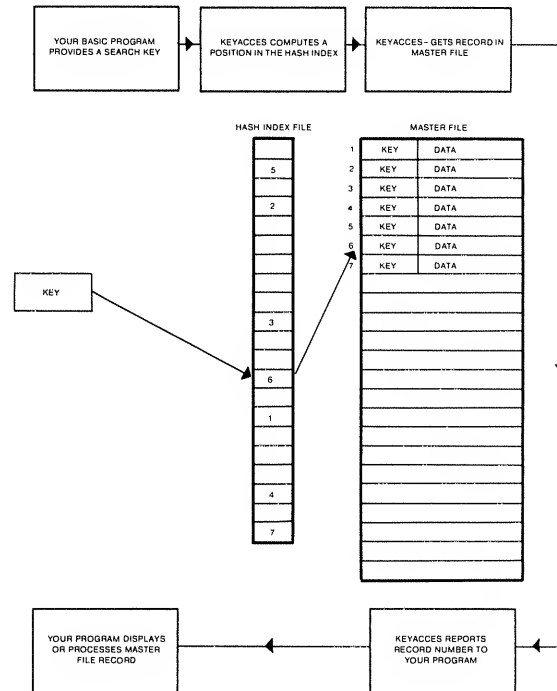 YOUR BASIC PROGRAM
PROVIDES A SEARCH KEY
KEYACCES COMPUTES A
POSITION IN THE HASH INDEX
KEYACCES – GETS RECORD IN
MASTER FILE
HASH INDEX FILE
5
2
3
6
1
4
7
MASTER FILE
1 KEY DATA
2 KEY DATA
3 KEY DATA
4 KEY DATA
5 KEY DATA
6 KEY DATA
7 KEY DATA
KEY
YOUR PROGRAM DISPLAYS
OR PROCESSES MASTER
FILE RECORD
KEYACCES REPORTS
RECORD NUMBER TO
YOUR PROGRAM